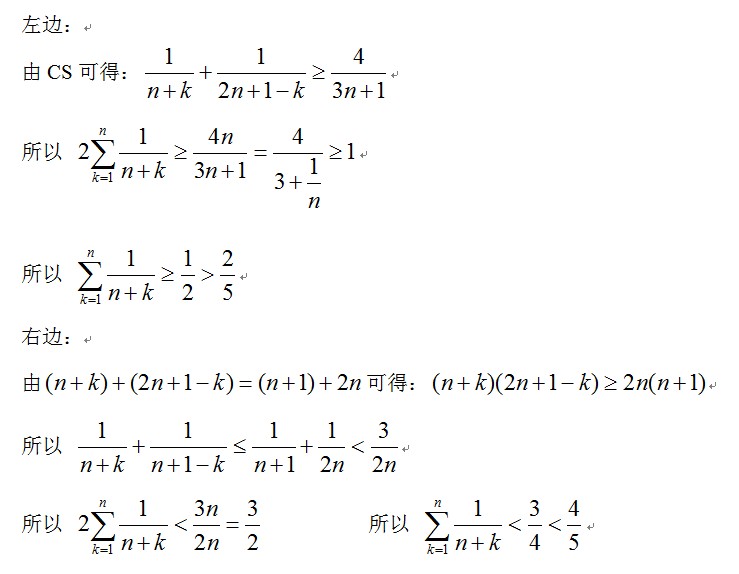 左边：
由 CS 可得：\frac{1}{n+k}+\frac{1}{2n+1-k}\geq\frac{4}{3n+1}
所以 2\sum_{k=1}^{n}\frac{1}{n+k}\geq\frac{4n}{3n+1}=\frac{4}{3+\frac{1}{n}}\geq 1
所以 \sum_{k=1}^{n}\frac{1}{n+k}\geq\frac{1}{2}>\frac{2}{5}
右边：
由(n+k)+(2n+1-k)=(n+1)+2n可得：(n+k)(2n+1-k)\geq 2n(n+1)
所以 \frac{1}{n+k}+\frac{1}{n+1-k}\leq\frac{1}{n+1}+\frac{1}{2n}<\frac{3}{2n}
所以 2\sum_{k=1}^{n}\frac{1}{n+k}<\frac{3n}{2n}=\frac{3}{2} 所以 \sum_{k=1}^{n}\frac{1}{n+k}<\frac{3}{4}<\frac{4}{5}